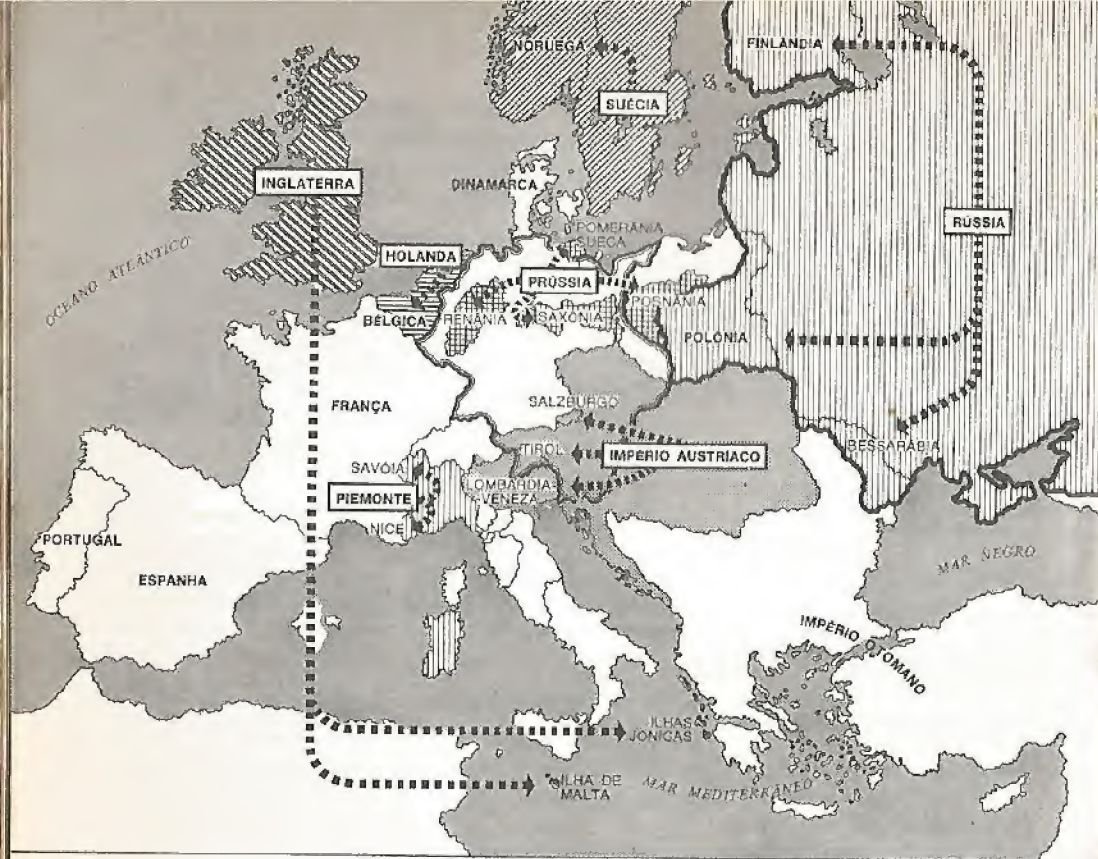 NORUEGA
FINLÂNDIA
SUÉCIA
INGLATERRA
DINAMARCA
RÚSSIA
OCEANO ATLÂNTICO
POMERÂNIA
SUECA
HOLANDA
PRÚSSIA
POSNÂNIA
BÉLGICA
RENÂNIA
SAXÔNIA
POLÔNIA
FRANÇA
SALZBURGO
BESSARÁBIA
TIROL
IMPÉRIO AUSTRÍACO
SAVÓIA
LOMBARDIA
VENEZA
PIEMONTE
NICE
PORTUGAL
ESPANHA
MAR NEGRO
IMPÉRIO OTOMANO
ILHAS
JÔNICAS
ILHA DE
MALTA
MAR MEDITERRÂNEO